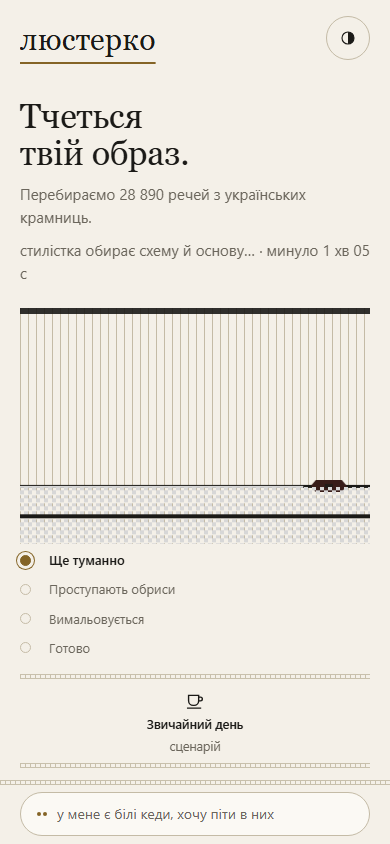 люстерко
Тчеться
твій образ.
Перебираємо 28 890 речей з українських
крамниць.
стилістка обирає схему й основу… · минуло 1 хв 05
с
Ще туманно
Проступають обриси
Вимальовується
Готово
Звичайний день
сценарій
у мене є білі кеди, хочу піти в них